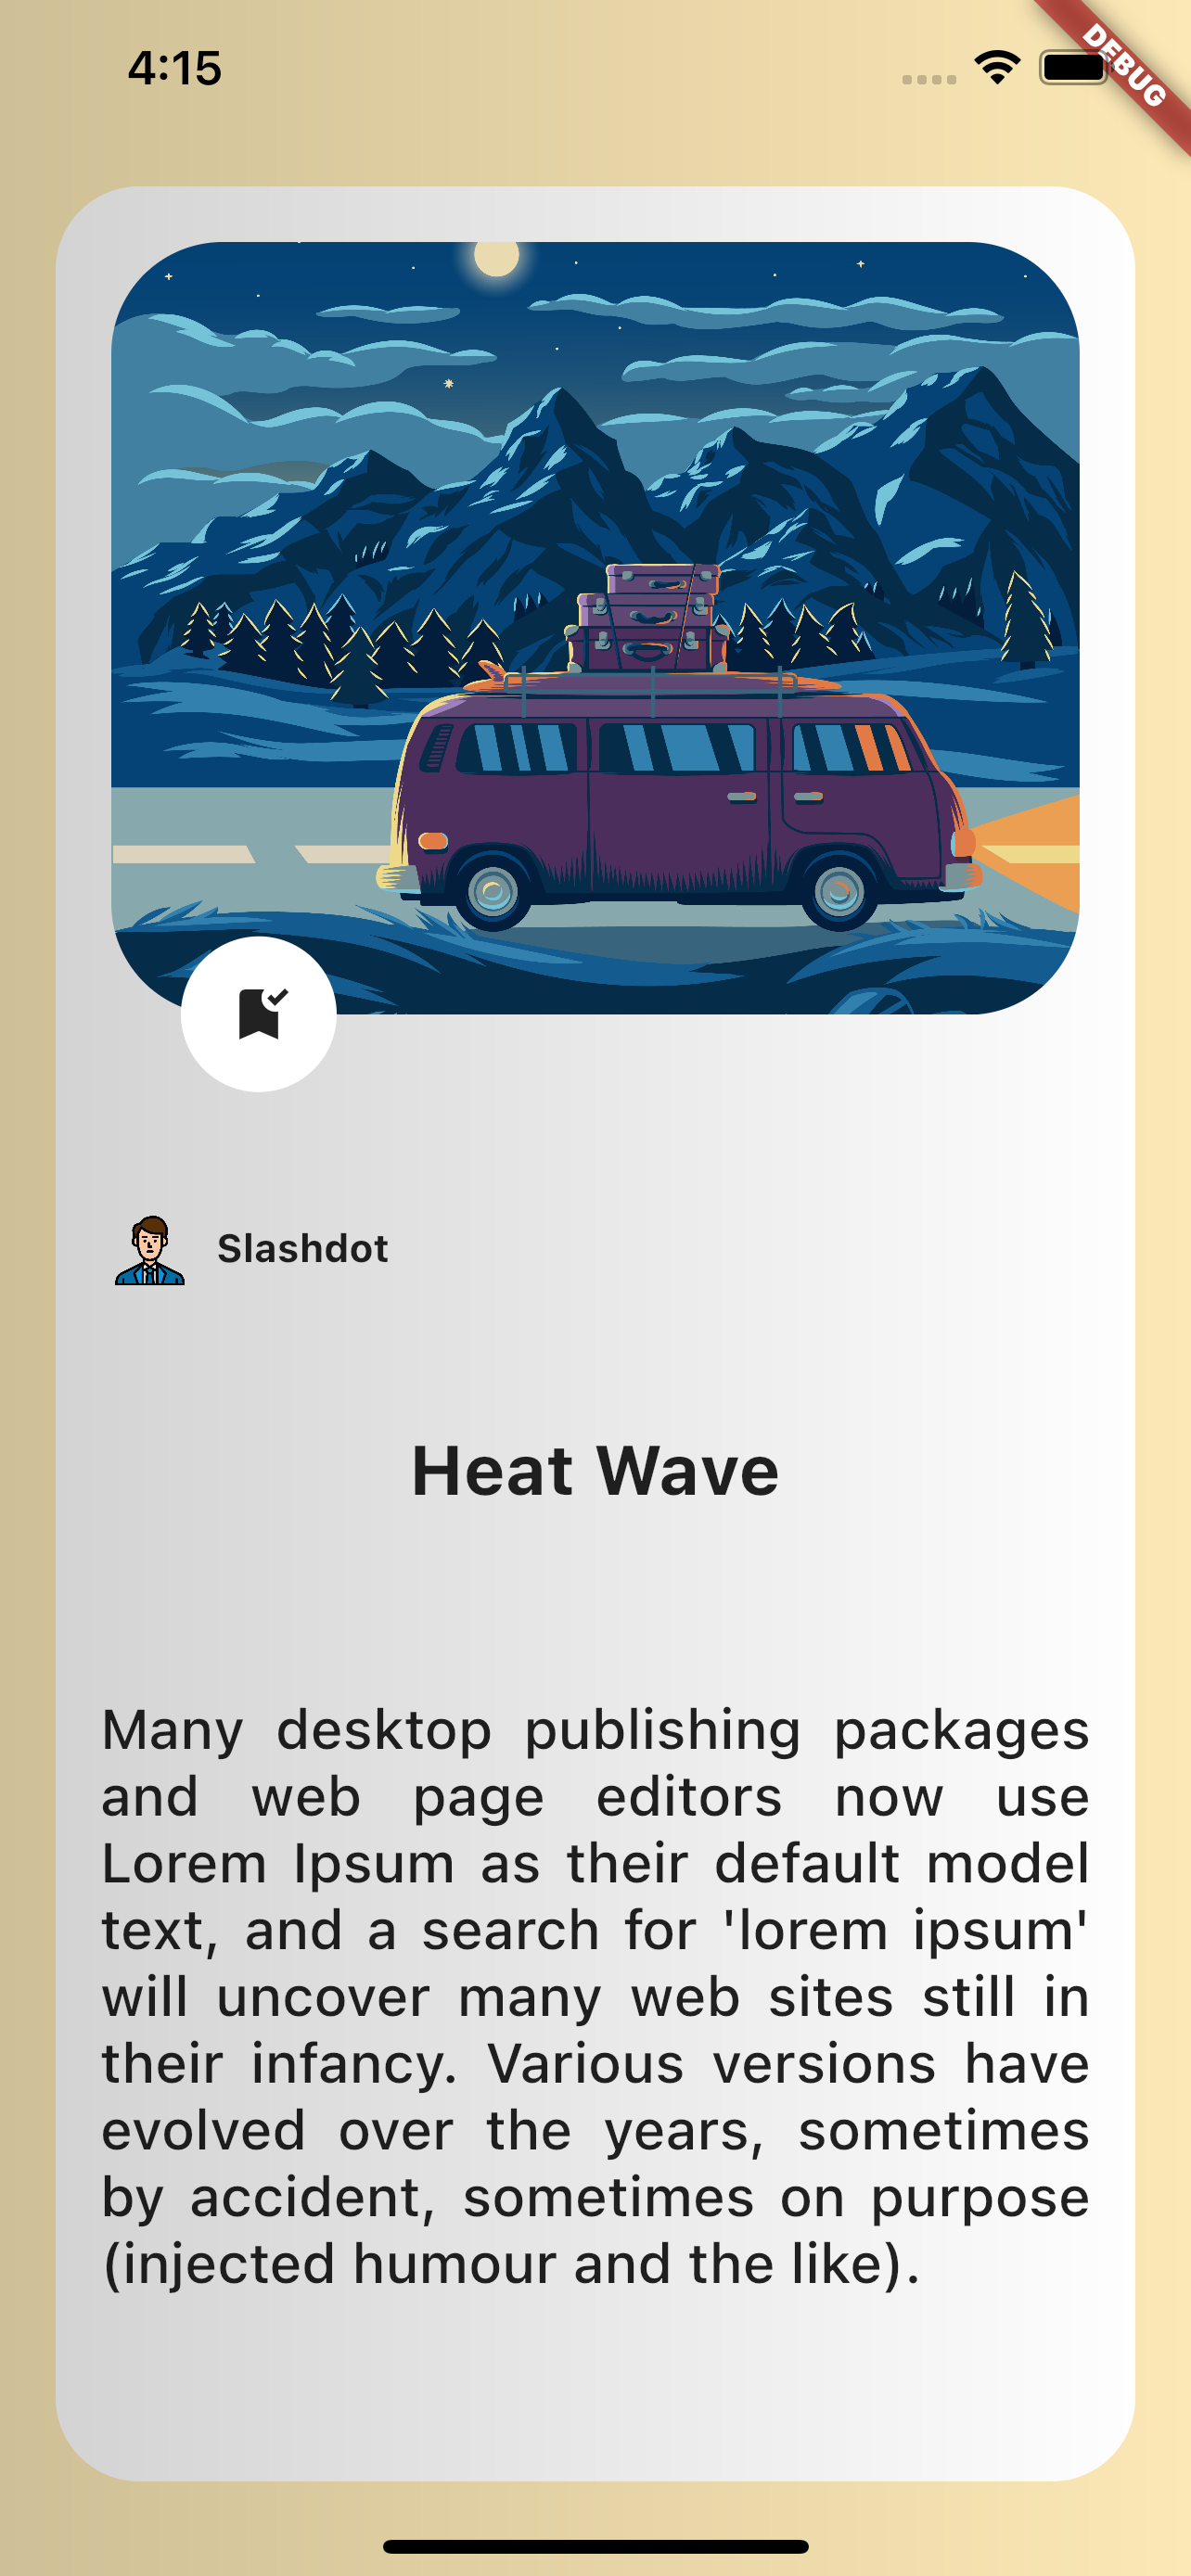 4:15
DEBUG
Slashdot
Heat Wave
Many desktop publishing packages
and web page editors now use
Lorem Ipsum as their default model
text, and a search for 'lorem ipsum'
will uncover many web sites still in
their infancy. Various versions have
evolved over the years, sometimes
by accident, sometimes on purpose
(injected humour and the like).